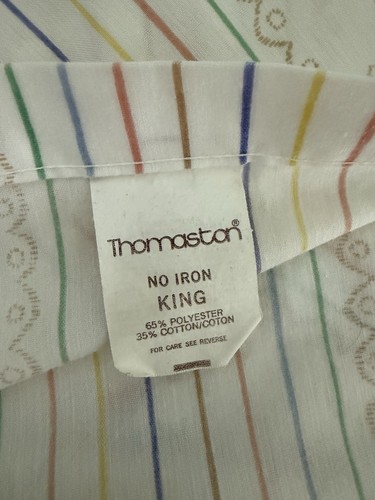 Thomaston®
NO IRON
KING
65% POLYESTER
35% COTTON/COTON
FOR CARE SEE REVERSE